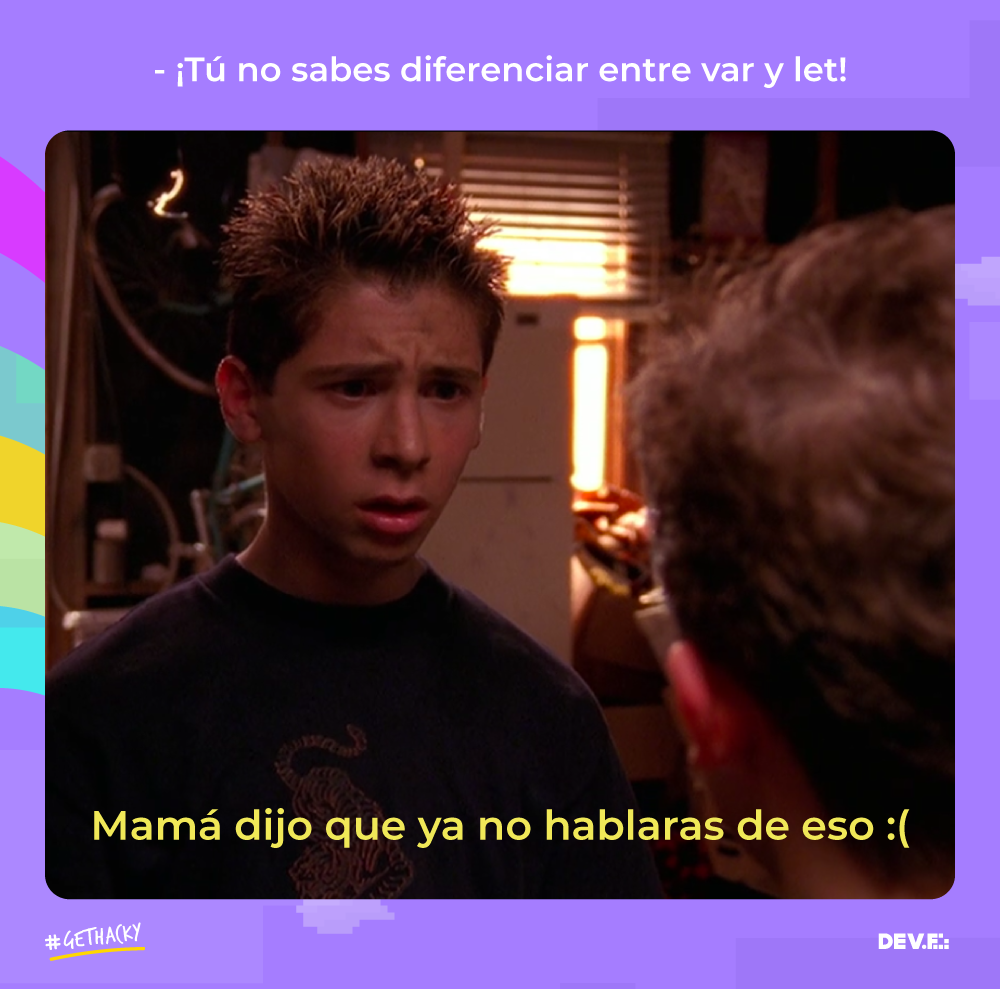 - ¡Tú no sabes diferenciar entre var y let!
Mamá dijo que ya no hablaras de eso :(
#GETHACKY
DEV.F.: